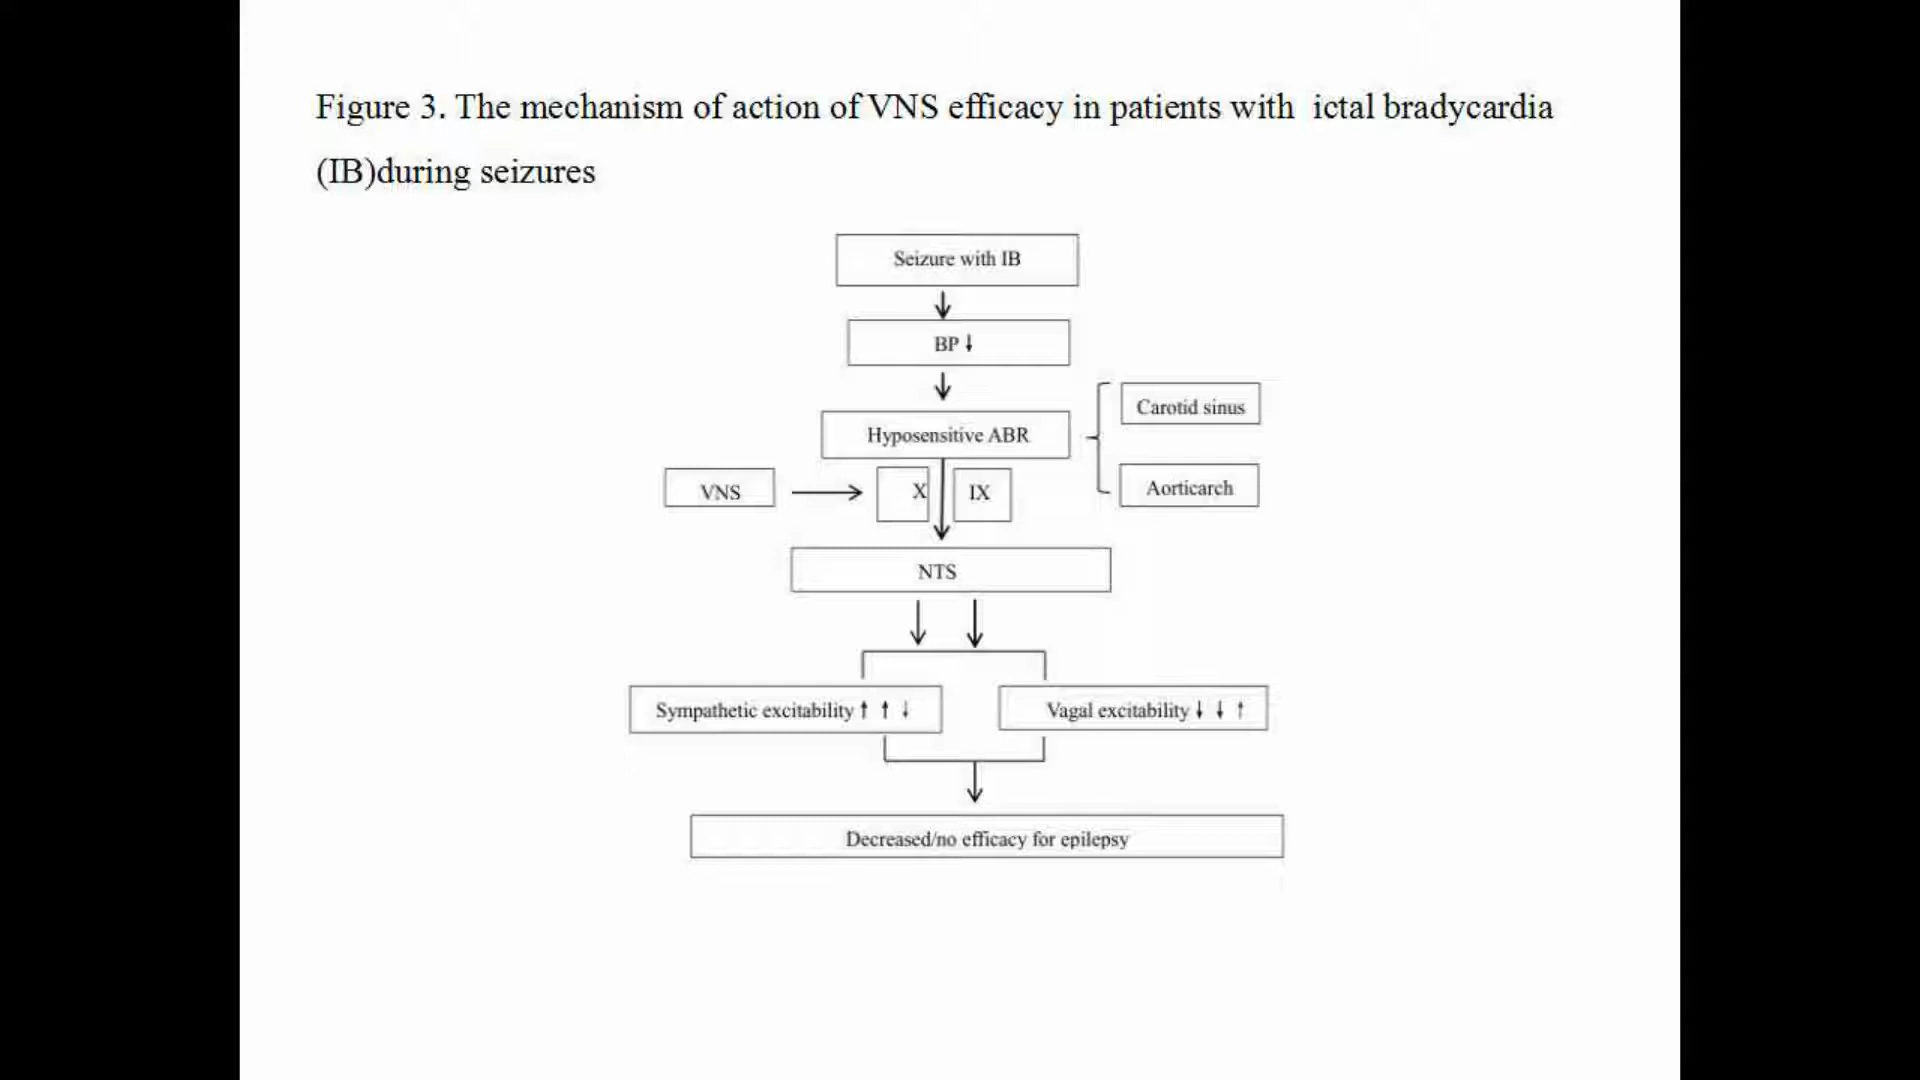 Figure 3. The mechanism of action of VNS efficacy in patients with ictal bradycardia
(IB)during seizures
Seizure with IB
BP↓
Hyposensitive ABR
Carotid sinus
Aorticarch
VNS
X
IX
NTS
Sympathetic excitability↑ ↑ ↓
Vagal excitability↓ ↓ ↑
Decreased/no efficacy for epilepsy